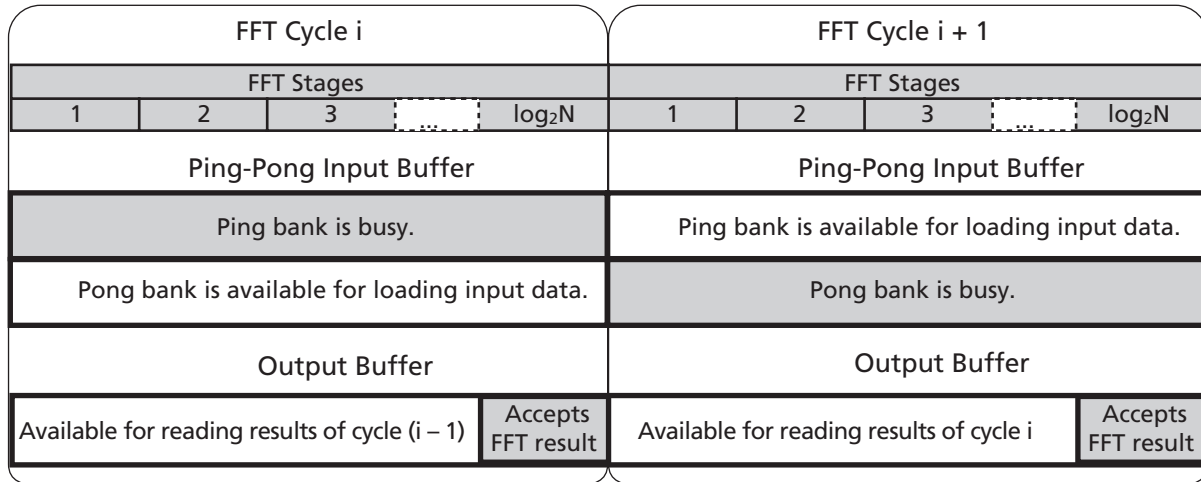 FFT Cycle i FFT Cycle i + 1
FFT Stages FFT Stages
1 2 3 ... log₂N 1 2 3 ... log₂N
Ping-Pong Input Buffer Ping-Pong Input Buffer
Ping bank is busy. Ping bank is available for loading input data.
Pong bank is available for loading input data. Pong bank is busy.
Output Buffer Output Buffer
Available for reading results of cycle (i – 1) Accepts FFT result Available for reading results of cycle i Accepts FFT result